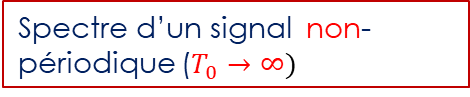 Spectre d’un signal non-
périodique (𝑇₀ → ∞)